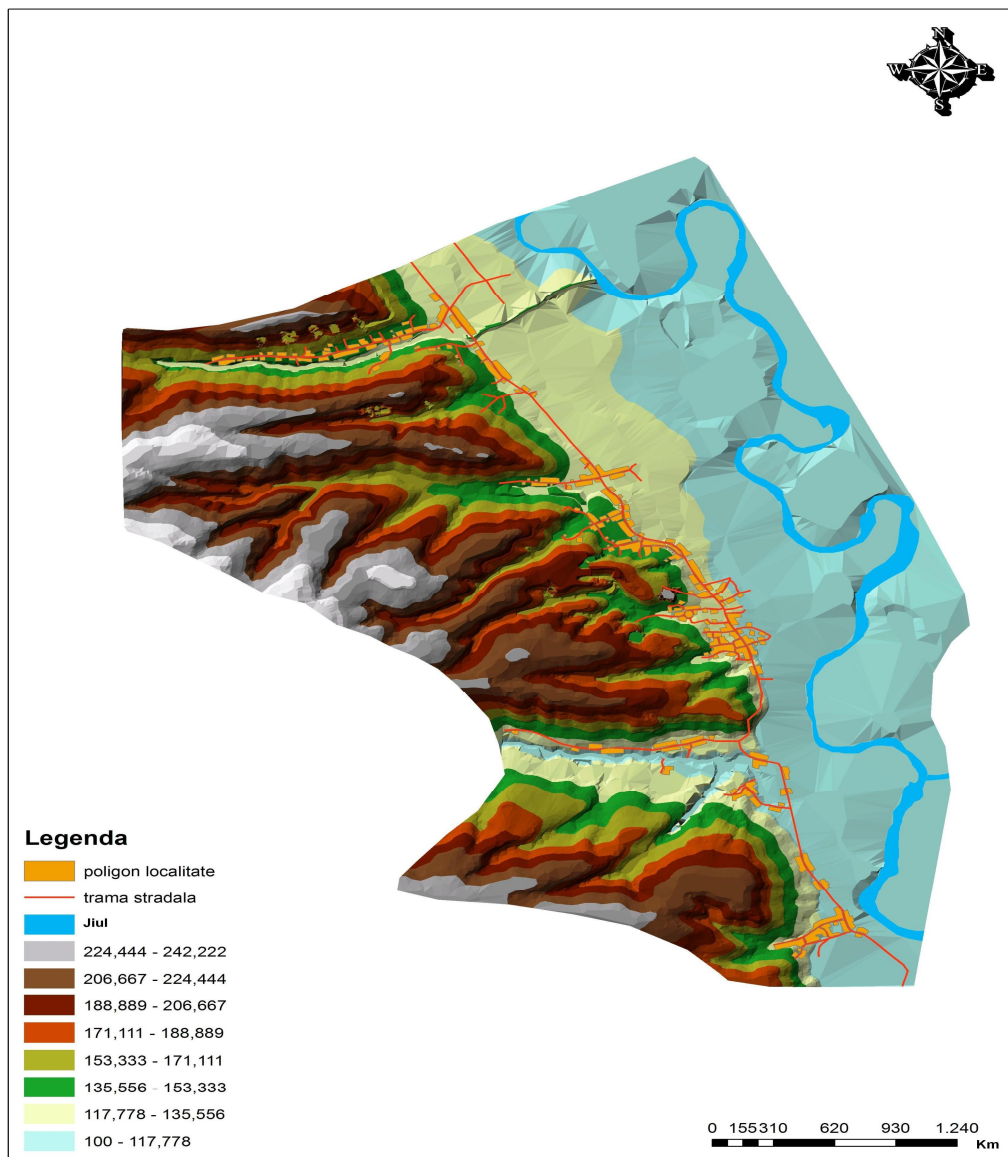 N
W E
S
Legenda
poligon localitate
trama stradala
Jiul
224,444 - 242,222
206,667 - 224,444
188,889 - 206,667
171,111 - 188,889
153,333 - 171,111
135,556 - 153,333
117,778 - 135,556
100 - 117,778
0 155310 620 930 1.240
Km